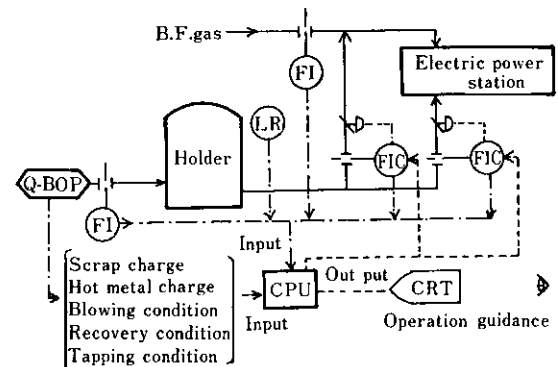 B.F.gas
FI
Electric power
station
LR
Holder
FIC
FIC
Q-BOP
FI
Input
Scrap charge
Hot metal charge
Blowing condition
Recovery condition
Tapping condition
Input
CPU
Out put
CRT
Operation guidance